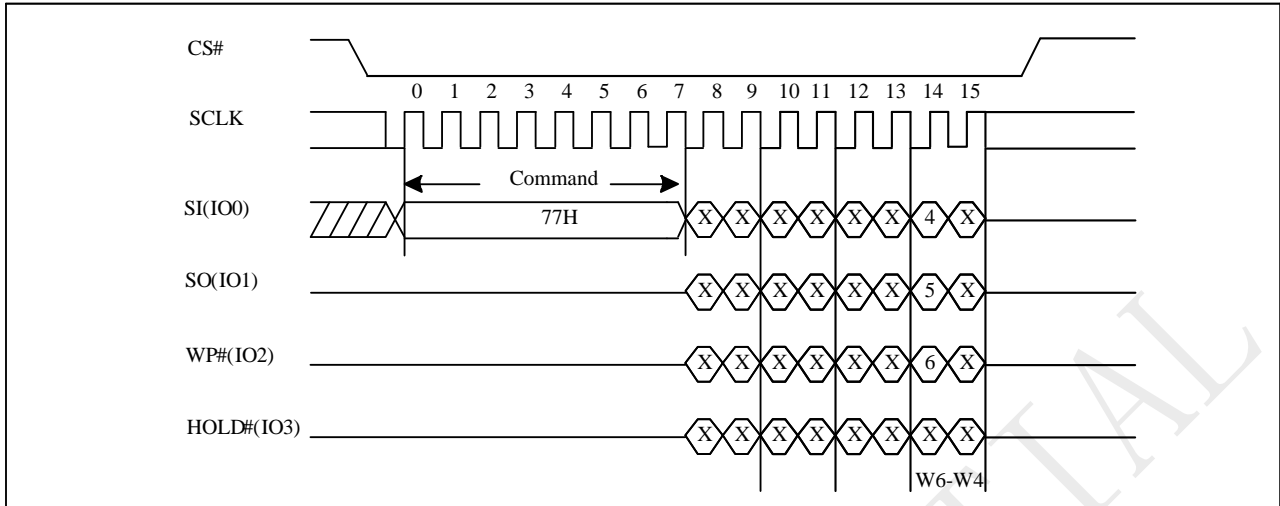 CS#
0 1 2 3 4 5 6 7 8 9 10 11 12 13 14 15
SCLK
Command
SI(IO0) 77H X X X X X X 4 X
SO(IO1) X X X X X X 5 X
WP#(IO2) X X X X X X 6 X
HOLD#(IO3) X X X X X X X X
W6-W4